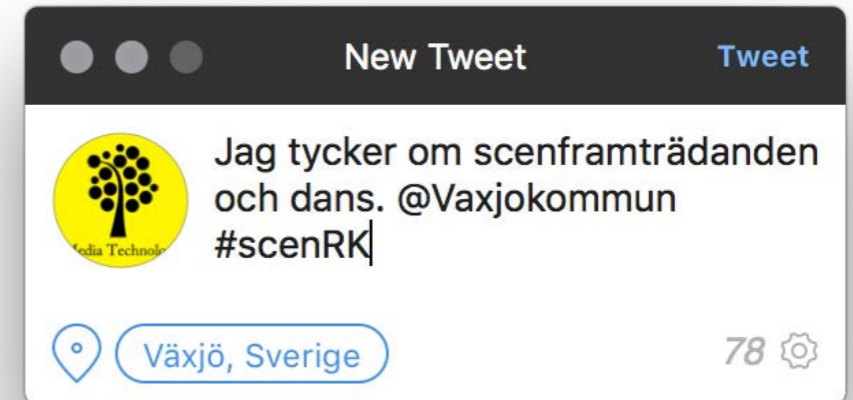 New Tweet
Tweet
Jag tycker om scenframträdanden
och dans. @Vaxjokommun
#scenRK
Växjö, Sverige
78